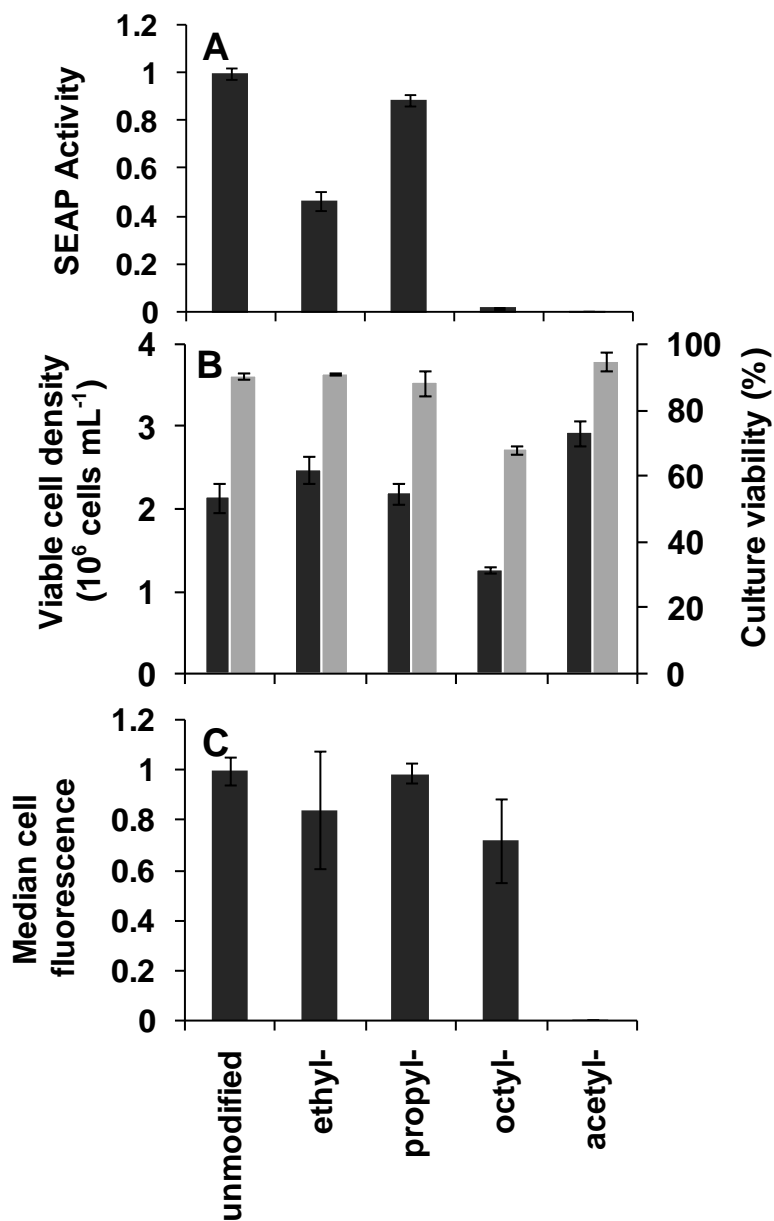 A
SEAP Activity
1.2
1
0.8
0.6
0.4
0.2
0
B
Viable cell density
(10⁶ cells mL⁻¹)
4
3
2
1
0
100
80
60
40
20
0
Culture viability (%)
C
Median cell
fluorescence
1.2
1
0.8
0.6
0.4
0.2
0
unmodified
ethyl-
propyl-
octyl-
acetyl-